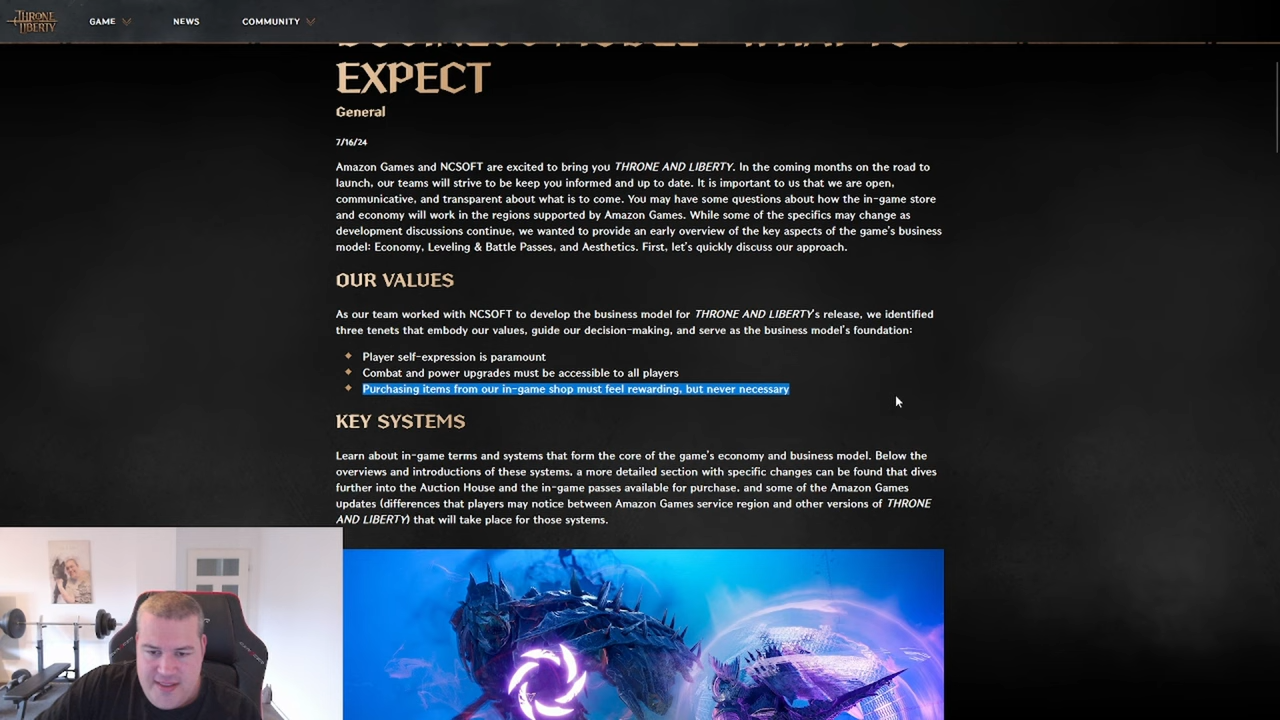 THRONE
LIBERTY
GAME
NEWS
COMMUNITY
EXPECT
General
7/16/24
Amazon Games and NCSOFT are excited to bring you THRONE AND LIBERTY. In the coming months on the road to
launch, our teams will strive to be keep you informed and up to date. It is important to us that we are open,
communicative, and transparent about what is to come. You may have some questions about how the in-game store
and economy will work in the regions supported by Amazon Games. While some of the specifics may change as
development discussions continue, we wanted to provide an early overview of the key aspects of the game's business
model: Economy, Leveling & Battle Passes, and Aesthetics. First, let's quickly discuss our approach.
OUR VALUES
As our team worked with NCSOFT to develop the business model for THRONE AND LIBERTY's release, we identified
three tenets that embody our values, guide our decision-making, and serve as the business model's foundation:
Player self-expression is paramount
Combat and power upgrades must be accessible to all players
Purchasing items from our in-game shop must feel rewarding, but never necessary
KEY SYSTEMS
Learn about in-game terms and systems that form the core of the game's economy and business model. Below the
overviews and introductions of these systems, a more detailed section with specific changes can be found that dives
further into the Auction House and the in-game passes available for purchase, and some of the Amazon Games
updates (differences that players may notice between Amazon Games service region and other versions of THRONE
AND LIBERTY) that will take place for those systems.